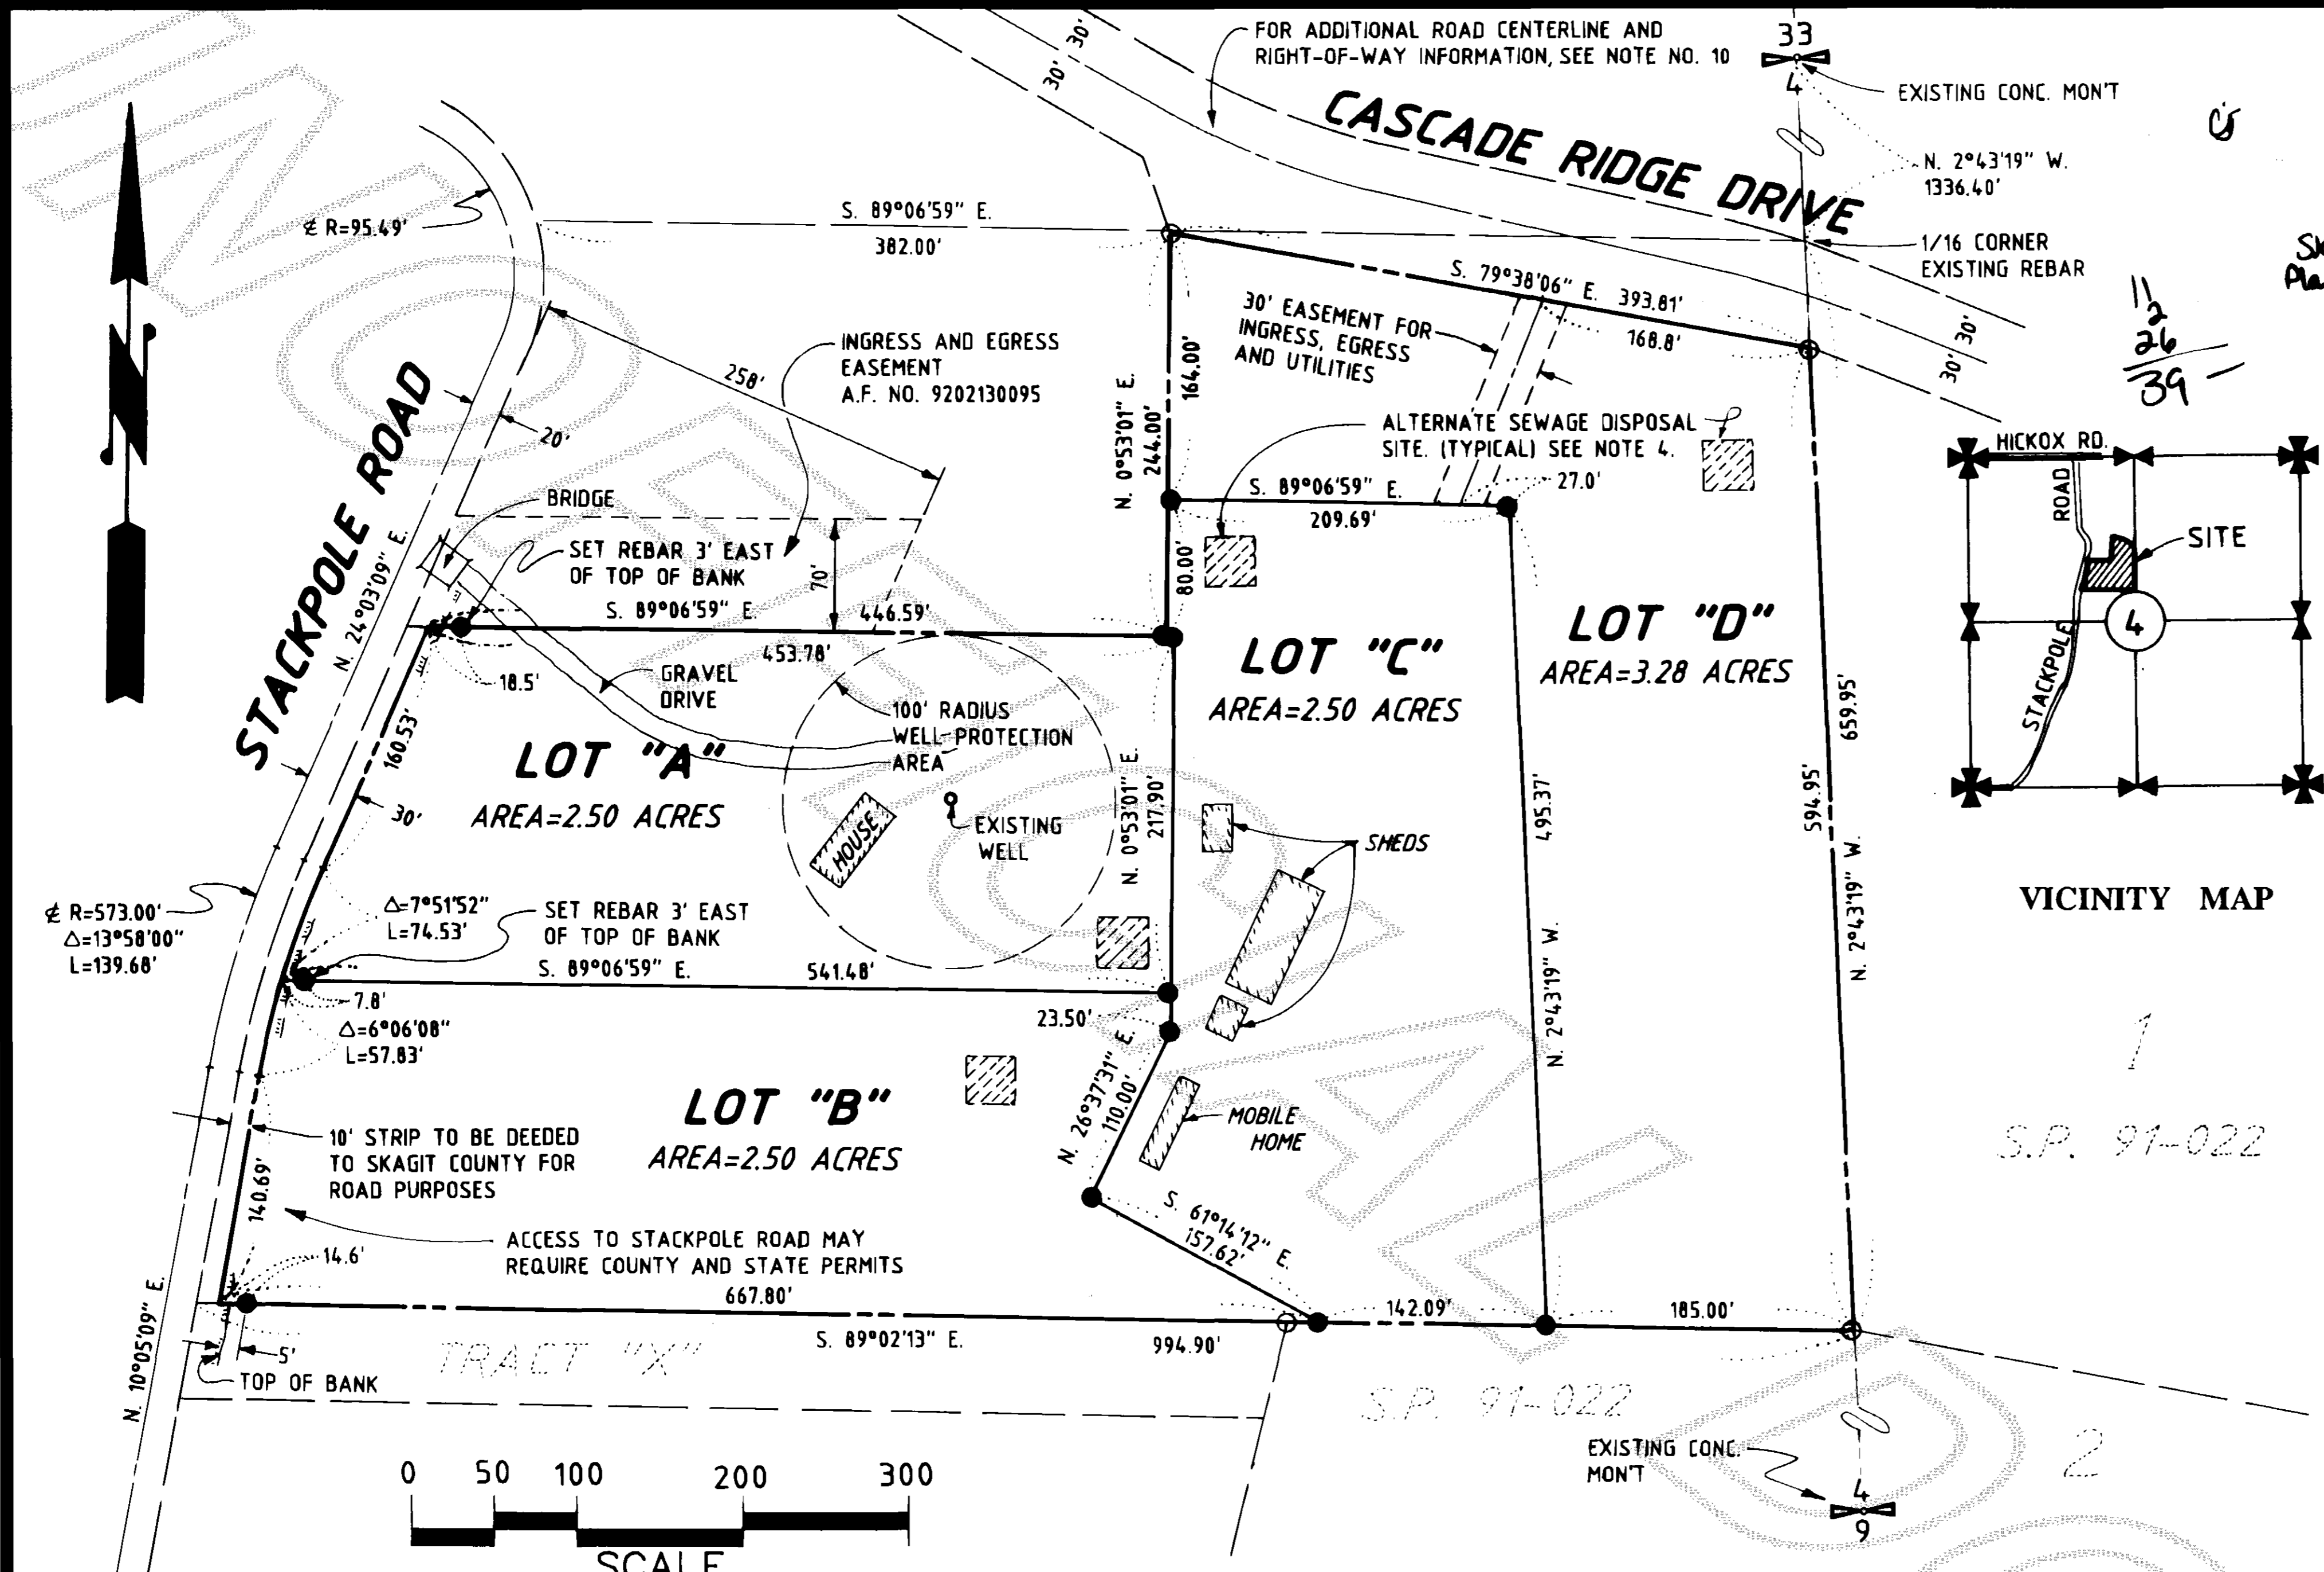 FOR ADDITIONAL ROAD CENTERLINE AND
RIGHT-OF-WAY INFORMATION, SEE NOTE NO. 10
30'
30'
33
4
EXISTING CONC. MON'T
N. 2°43'19" W.
1336.40'
1/16 CORNER
EXISTING REBAR
CASCADE RIDGE DRIVE
30'
30'
11
2
26
39
℄ R=95.49'
S. 89°06'59" E.
382.00'
INGRESS AND EGRESS
EASEMENT
A.F. NO. 9202130095
258'
20'
STACKPOLE ROAD
N. 24°03'09" E.
BRIDGE
SET REBAR 3' EAST
OF TOP OF BANK
70'
S. 89°06'59" E.
446.59'
453.78'
18.5'
GRAVEL
DRIVE
N. 0°53'01" E.
244.00'
164.00'
80.00'
S. 79°38'06" E. 393.81'
168.8'
30' EASEMENT FOR
INGRESS, EGRESS
AND UTILITIES
ALTERNATE SEWAGE DISPOSAL
SITE. (TYPICAL) SEE NOTE 4.
S. 89°06'59" E.
27.0'
209.69'
LOT "C"
AREA=2.50 ACRES
LOT "D"
AREA=3.28 ACRES
659.95'
594.95'
N. 2°43'19" W.
495.37'
N. 2°43'19" W.
HICKOX RD.
ROAD
SITE
4
STACKPOLE
VICINITY MAP
160.53'
30'
LOT "A"
AREA=2.50 ACRES
100' RADIUS
WELL PROTECTION
AREA
HOUSE
EXISTING
WELL
N. 0°53'01" E.
217.90'
SHEDS
℄ R=573.00'
Δ=13°58'00"
L=139.68'
Δ=7°51'52"
L=74.53'
SET REBAR 3' EAST
OF TOP OF BANK
S. 89°06'59" E.
541.48'
7.8'
Δ=6°06'08"
L=57.83'
23.50'
N. 26°37'31" E.
110.00'
MOBILE
HOME
LOT "B"
AREA=2.50 ACRES
10' STRIP TO BE DEEDED
TO SKAGIT COUNTY FOR
ROAD PURPOSES
140.69'
ACCESS TO STACKPOLE ROAD MAY
REQUIRE COUNTY AND STATE PERMITS
14.6'
S. 61°14'12" E.
157.62'
667.80'
142.09'
185.00'
S. 89°02'13" E.
994.90'
N. 10°05'09" E.
5'
TOP OF BANK
TRACT "X"
S.P. 91-022
1
S.P. 91-022
2
EXISTING CONC.
MON'T
4
9
0 50 100 200 300
SCALE
UNOFFICIAL